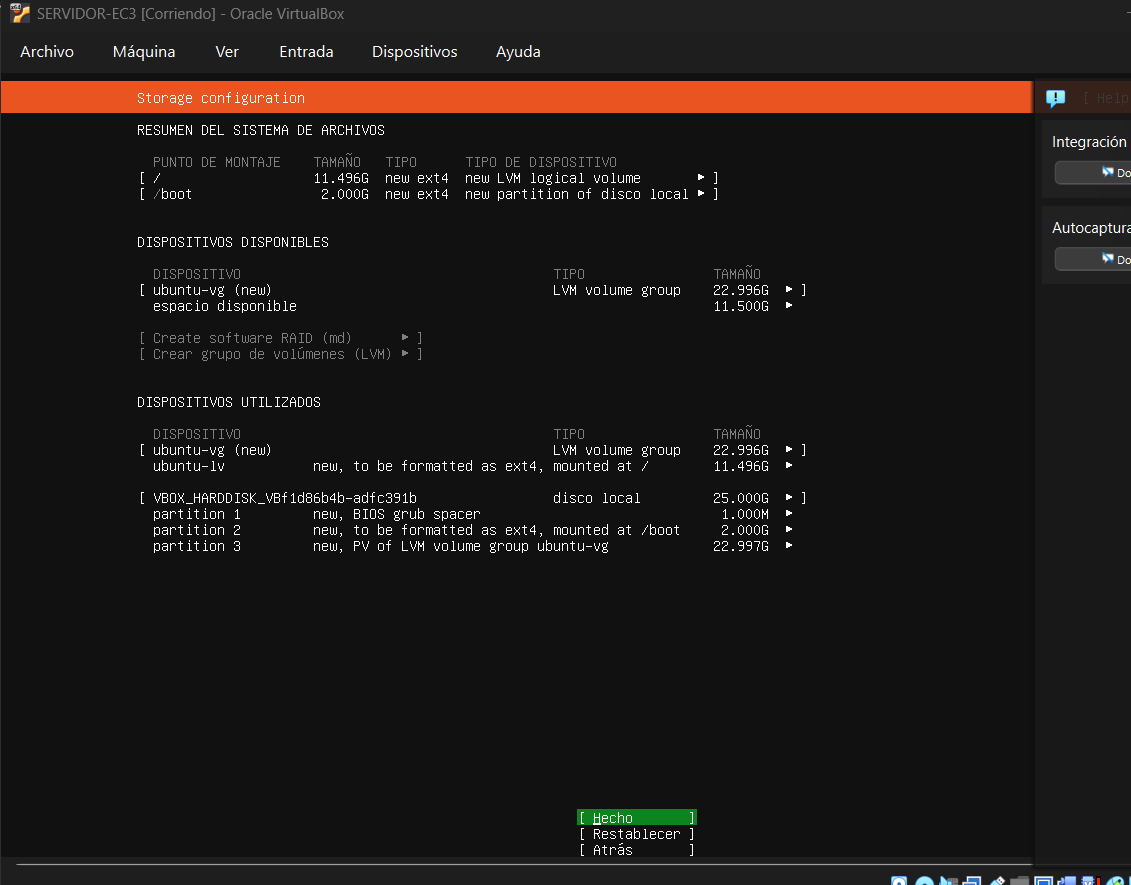 SERVIDOR-EC3 [Corriendo] - Oracle VirtualBox
Archivo Máquina Ver Entrada Dispositivos Ayuda
Storage configuration [ Help
RESUMEN DEL SISTEMA DE ARCHIVOS
PUNTO DE MONTAJE TAMAÑO TIPO TIPO DE DISPOSITIVO
[ / 11.496G new ext4 new LVM logical volume ▸ ]
[ /boot 2.000G new ext4 new partition of disco local ▸ ]
DISPOSITIVOS DISPONIBLES
DISPOSITIVO TIPO TAMAÑO
[ ubuntu-vg (new) LVM volume group 22.996G ▸ ]
espacio disponible 11.500G ▸
[ Create software RAID (md) ▸ ]
[ Crear grupo de volúmenes (LVM) ▸ ]
DISPOSITIVOS UTILIZADOS
DISPOSITIVO TIPO TAMAÑO
[ ubuntu-vg (new) LVM volume group 22.996G ▸ ]
ubuntu-lv new, to be formatted as ext4, mounted at / 11.496G ▸
[ VBOX_HARDDISK_VBf1d86b4b-adfc391b disco local 25.000G ▸ ]
partition 1 new, BIOS grub spacer 1.000M ▸
partition 2 new, to be formatted as ext4, mounted at /boot 2.000G ▸
partition 3 new, PV of LVM volume group ubuntu-vg 22.997G ▸
[ Hecho ]
[ Restablecer ]
[ Atrás ]
Integración
Do
Autocaptura
Do